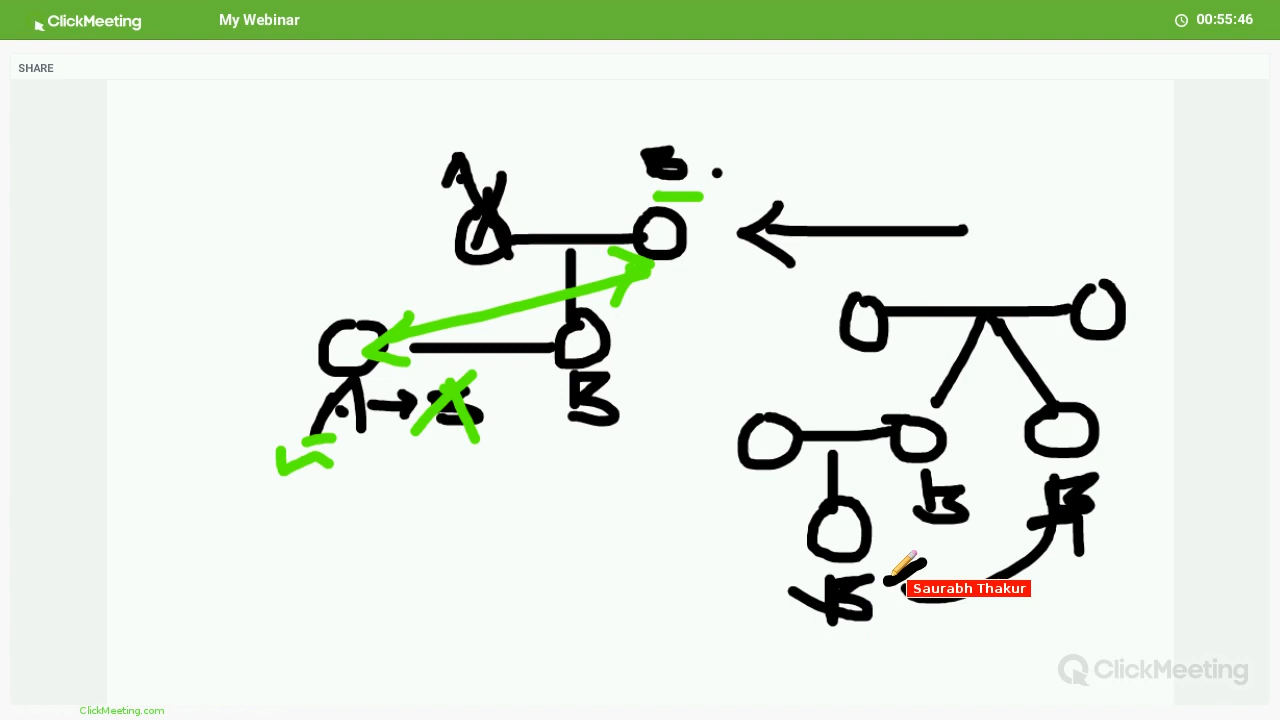 ClickMeeting My Webinar 00:55:46
SHARE
A B.
A B
B
B
Saurabh Thakur
ClickMeeting
ClickMeeting.com